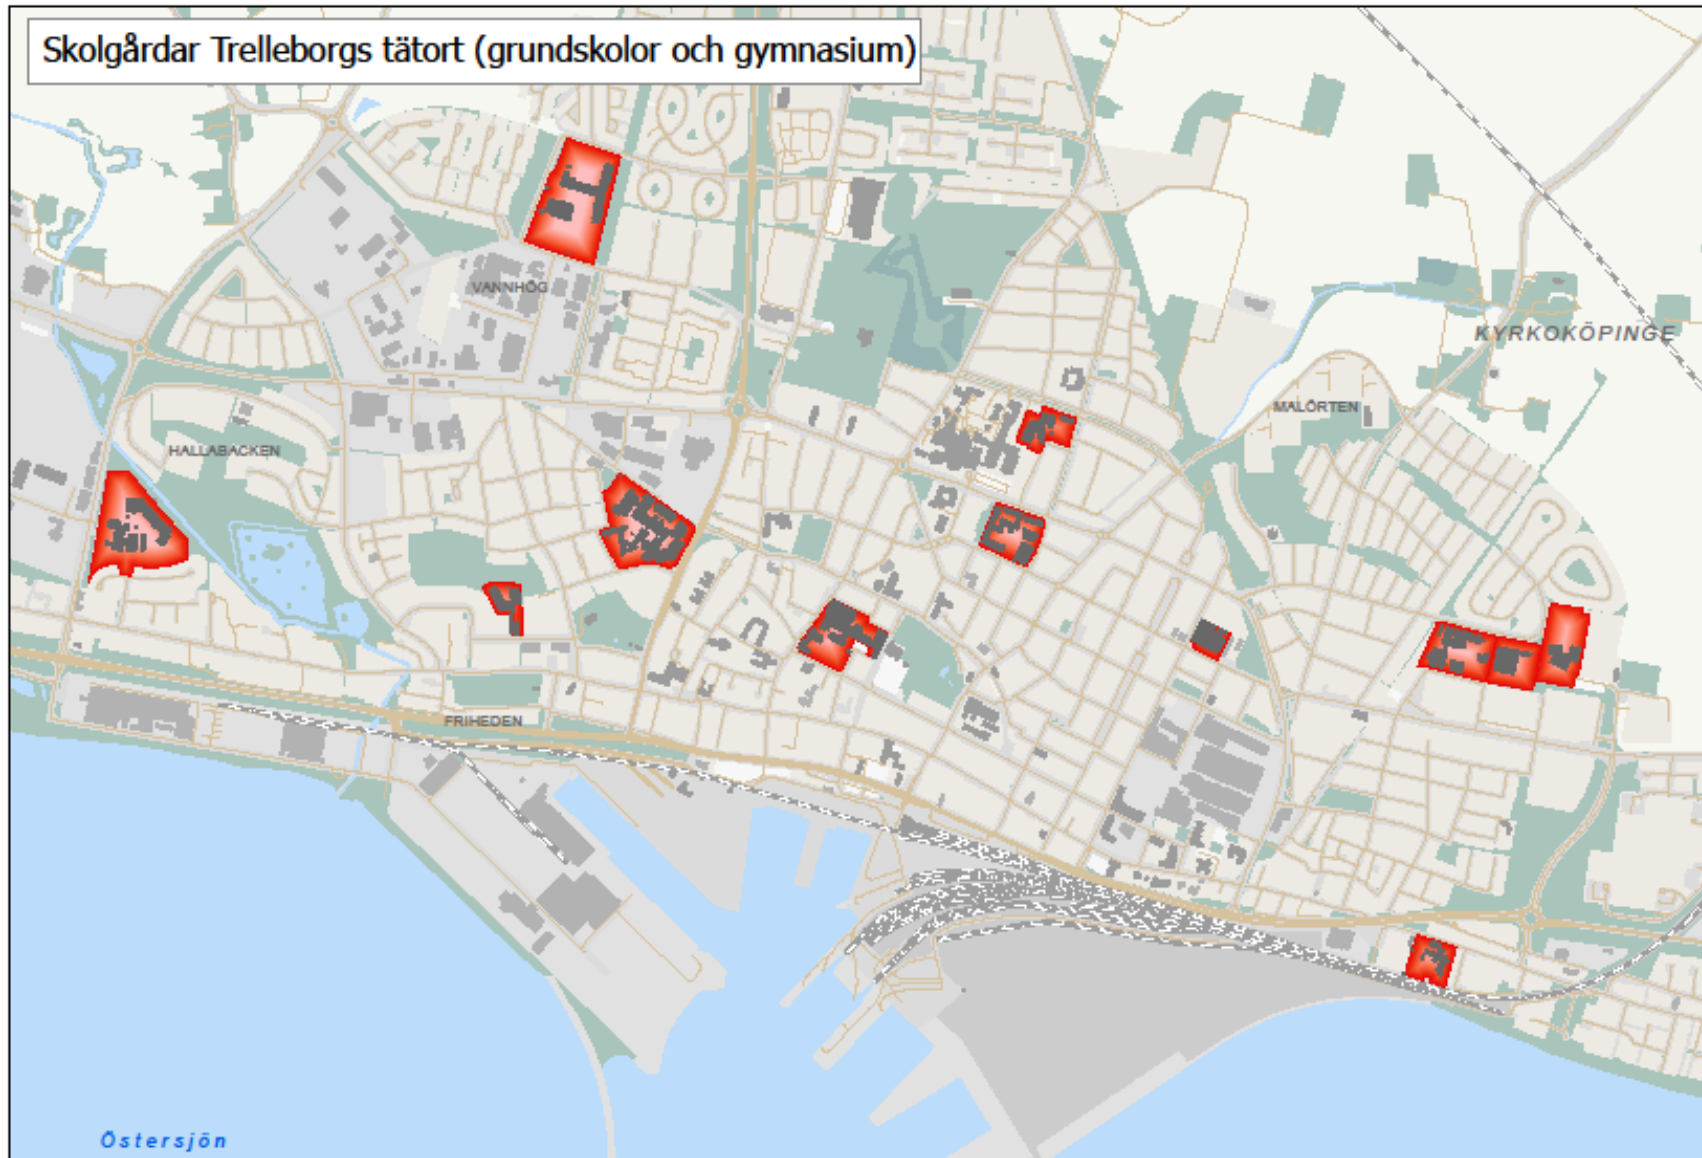 Skolgårdar Trelleborgs tätort (grundskolor och gymnasium)
VANNHÖG
KYRKOKÖPINGE
MALÖRTEN
HALLABACKEN
FRIHEDEN
Östersjön